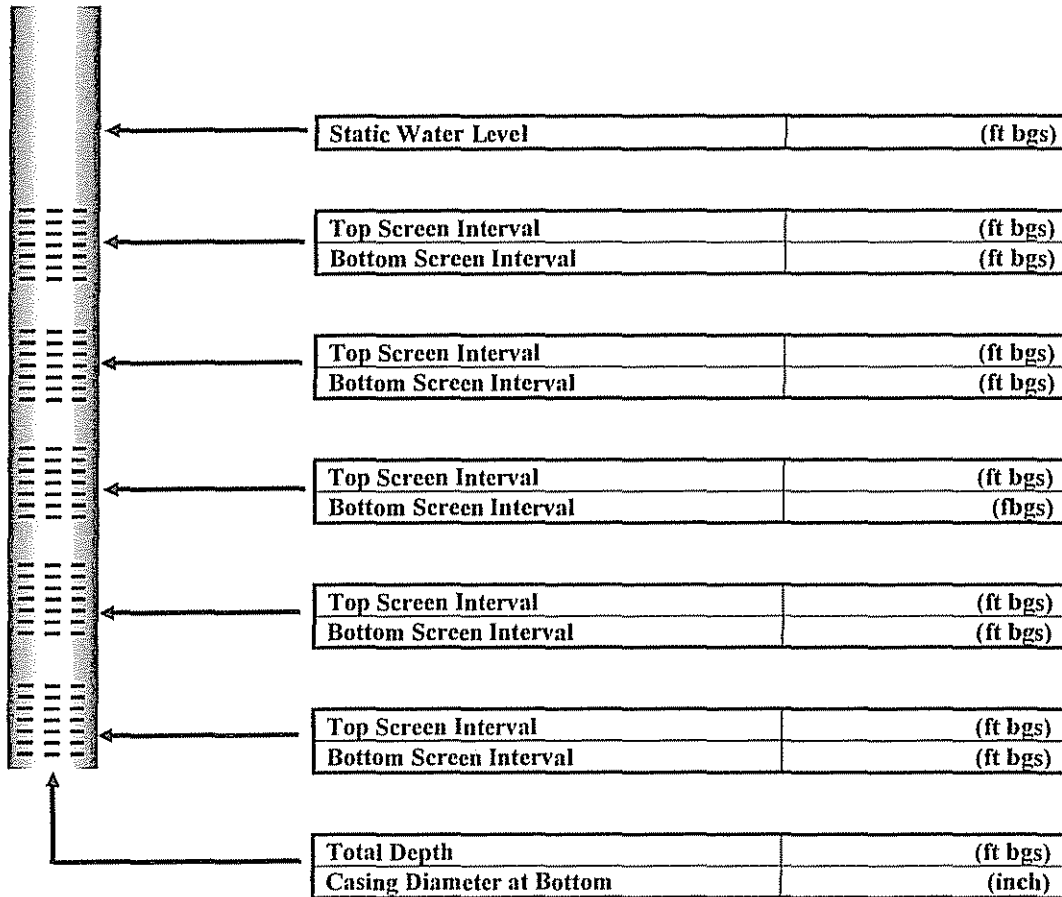 Static Water Level (ft bgs)
Top Screen Interval (ft bgs)
Bottom Screen Interval (ft bgs)
Top Screen Interval (ft bgs)
Bottom Screen Interval (ft bgs)
Top Screen Interval (ft bgs)
Bottom Screen Interval (fbgs)
Top Screen Interval (ft bgs)
Bottom Screen Interval (ft bgs)
Top Screen Interval (ft bgs)
Bottom Screen Interval (ft bgs)
Total Depth (ft bgs)
Casing Diameter at Bottom (inch)